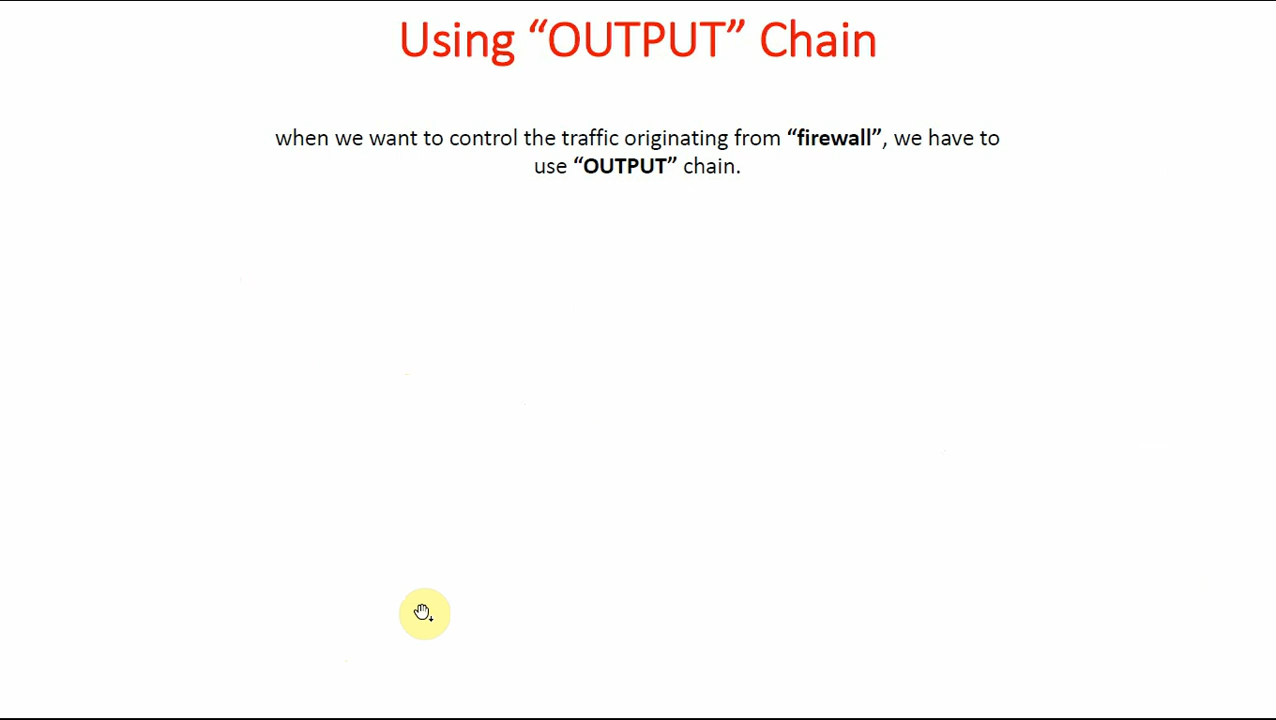 Using “OUTPUT” Chain
when we want to control the traffic originating from “firewall”, we have to
use “OUTPUT” chain.